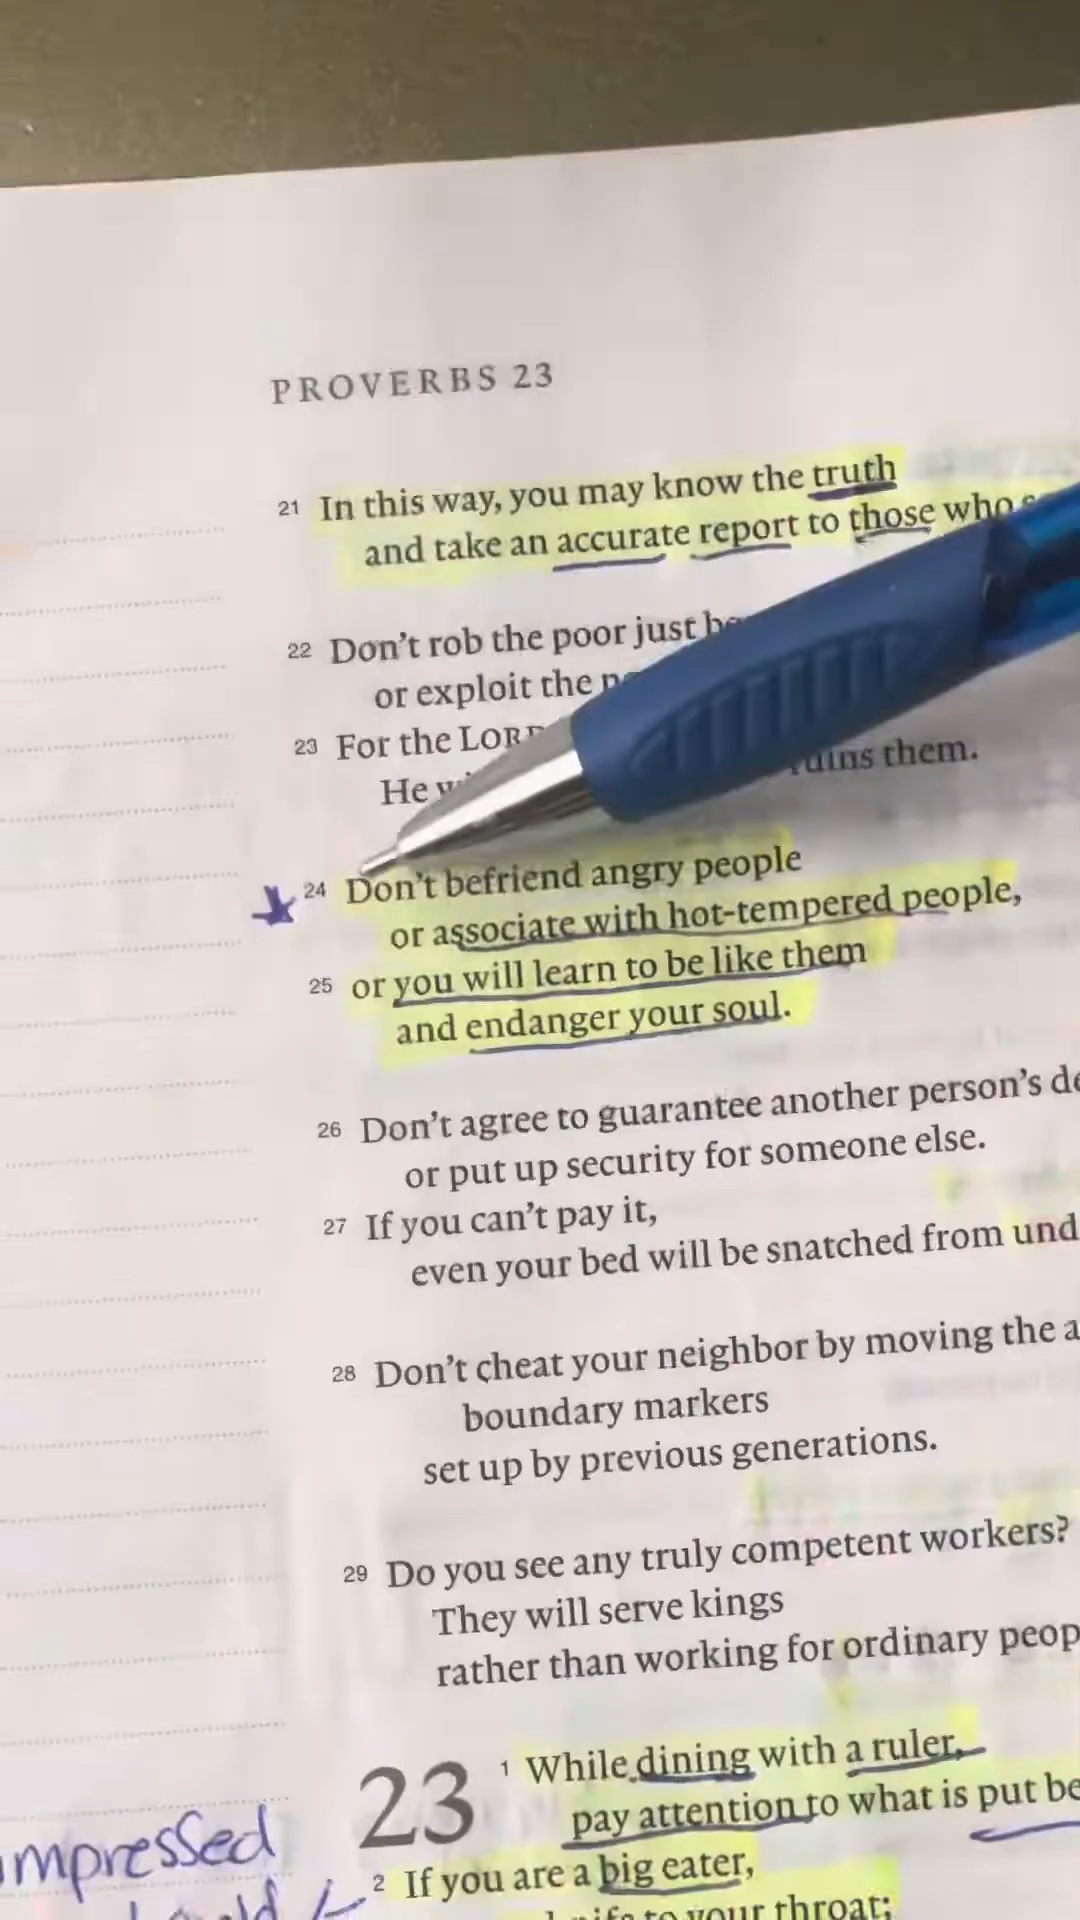 PROVERBS 23
21 In this way, you may know the truth
and take an accurate report to those who
22 Don't rob the poor just
or exploit the
23 For the LORD
He ruins them.
24 Don't befriend angry people
or associate with hot-tempered people,
25 or you will learn to be like them
and endanger your soul.
26 Don't agree to guarantee another person's
or put up security for someone else.
27 If you can't pay it,
even your bed will be snatched from
28 Don't cheat your neighbor by moving the
boundary markers
set up by previous generations.
29 Do you see any truly competent workers?
They will serve kings
rather than working for ordinary
23 1 While dining with a ruler,
pay attention to what is put
mpressed
2 If you are a big eater,
to your throat;